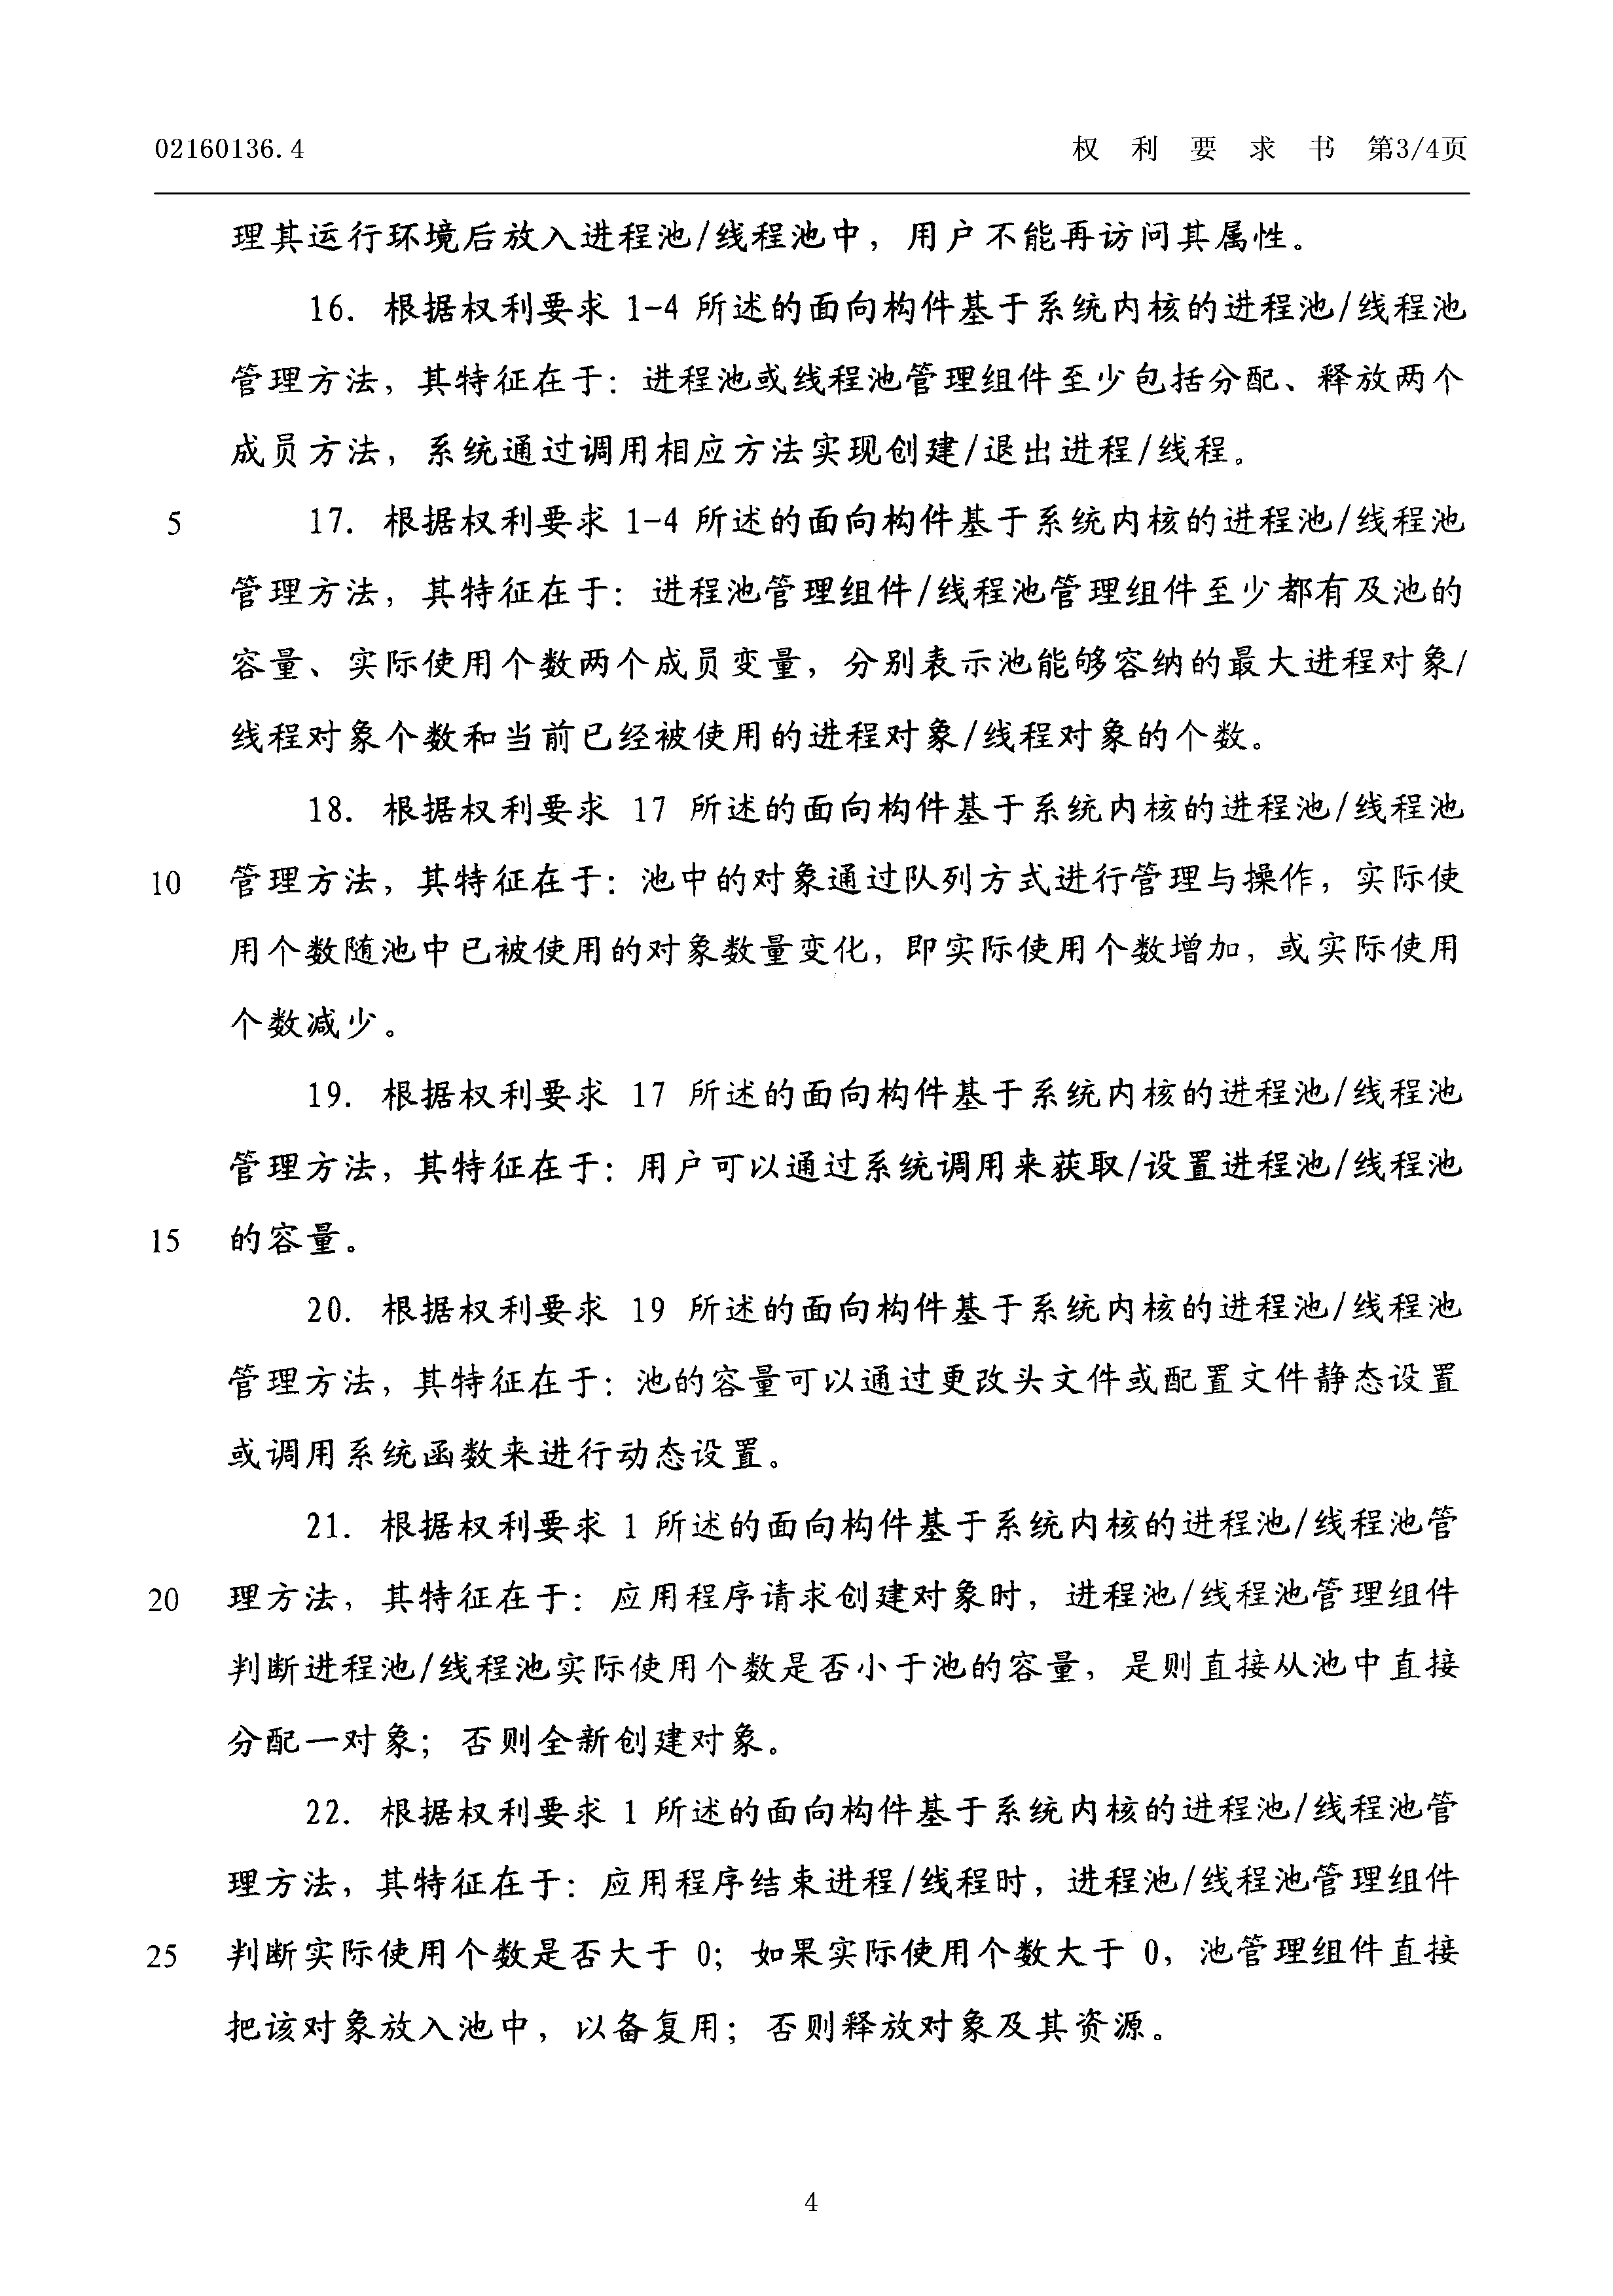 02160136.4
权 利 要 求 书 第3/4页
理其运行环境后放入进程池/线程池中，用户不能再访问其属性。
16. 根据权利要求 1-4 所述的面向构件基于系统内核的进程池/线程池
管理方法，其特征在于：进程池或线程池管理组件至少包括分配、释放两个
成员方法，系统通过调用相应方法实现创建/退出进程/线程。
5 17. 根据权利要求 1-4 所述的面向构件基于系统内核的进程池/线程池
管理方法，其特征在于：进程池管理组件/线程池管理组件至少都有及池的
容量、实际使用个数两个成员变量，分别表示池能够容纳的最大进程对象/
线程对象个数和当前已经被使用的进程对象/线程对象的个数。
18. 根据权利要求 17 所述的面向构件基于系统内核的进程池/线程池
10 管理方法，其特征在于：池中的对象通过队列方式进行管理与操作，实际使
用个数随池中已被使用的对象数量变化，即实际使用个数增加，或实际使用
个数减少。
19. 根据权利要求 17 所述的面向构件基于系统内核的进程池/线程池
管理方法，其特征在于：用户可以通过系统调用来获取/设置进程池/线程池
15 的容量。
20. 根据权利要求 19 所述的面向构件基于系统内核的进程池/线程池
管理方法，其特征在于：池的容量可以通过更改头文件或配置文件静态设置
或调用系统函数来进行动态设置。
21. 根据权利要求 1 所述的面向构件基于系统内核的进程池/线程池管
20 理方法，其特征在于：应用程序请求创建对象时，进程池/线程池管理组件
判断进程池/线程池实际使用个数是否小于池的容量，是则直接从池中直接
分配一对象；否则全新创建对象。
22. 根据权利要求 1 所述的面向构件基于系统内核的进程池/线程池管
理方法，其特征在于：应用程序结束进程/线程时，进程池/线程池管理组件
25 判断实际使用个数是否大于 0；如果实际使用个数大于 0，池管理组件直接
把该对象放入池中，以备复用；否则释放对象及其资源。
4